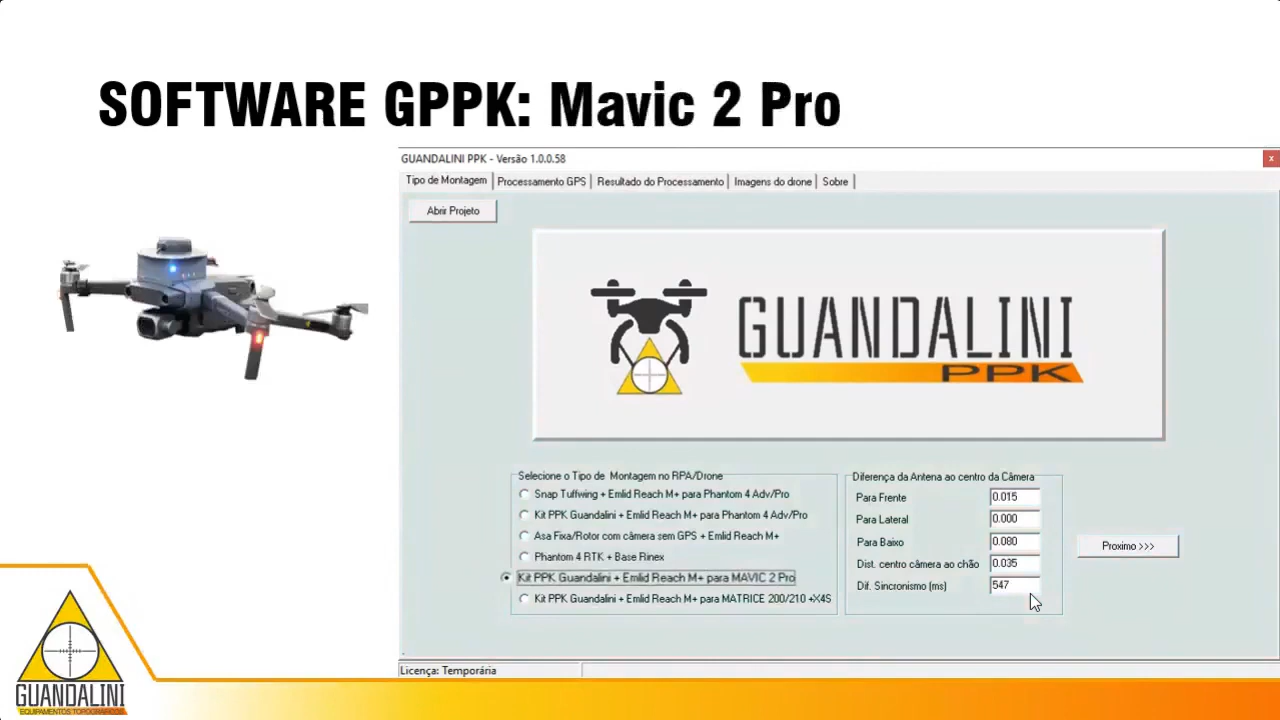 SOFTWARE GPPK: Mavic 2 Pro
GUANDALINI PPK - Versão 1.0.0.58
x
Tipo de Montagem
Processamento GPS
Resultado do Processamento
Imagens do drone
Sobre
Abrir Projeto
GUANDALINI
PPK
Selecione o Tipo de Montagem no RPA/Drone
Snap Tuffwing + Emlid Reach M+ para Phantom 4 Adv/Pro
Kit PPK Guandalini + Emlid Reach M+ para Phantom 4 Adv/Pro
Asa Fixa/Rotor com câmera sem GPS + Emlid Reach M+
Phantom 4 RTK + Base Rinex
Kit PPK Guandalini + Emlid Reach M+ para MAVIC 2 Pro
Kit PPK Guandalini + Emlid Reach M+ para MATRICE 200/210 +X4S
Diferença da Antena ao centro da Câmera
Para Frente 0.015
Para Lateral 0.000
Para Baixo 0.080
Dist. centro câmera ao chão 0.035
Dif. Sincronismo (ms) 547
Proximo >>>
Licença: Temporária
GUANDALINI
EQUIPAMENTOS TOPOGRÁFICOS